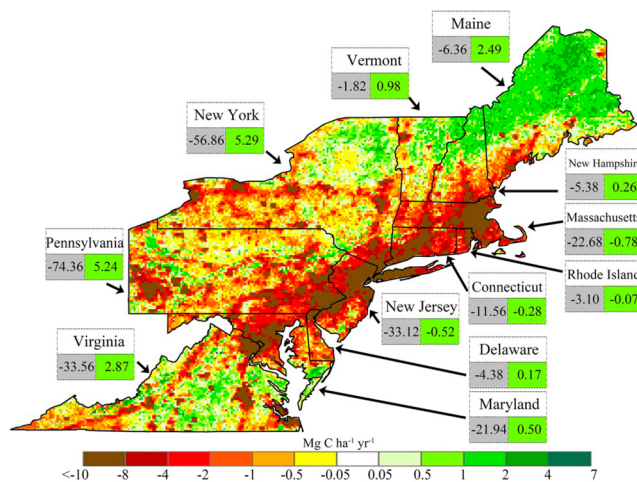 Maine
-6.36 2.49
Vermont
-1.82 0.98
New York
-56.86 5.29
New Hampshire
-5.38 0.26
Massachusetts
-22.68 -0.78
Pennsylvania
-74.36 5.24
Rhode Island
-3.10 -0.07
Connecticut
-11.56 -0.28
New Jersey
-33.12 -0.52
Virginia
-33.56 2.87
Delaware
-4.38 0.17
Maryland
-21.94 0.50
Mg C ha⁻¹ yr⁻¹
<-10 -8 -4 -2 -1 -0.5 -0.05 0.05 0.5 1 2 4 7